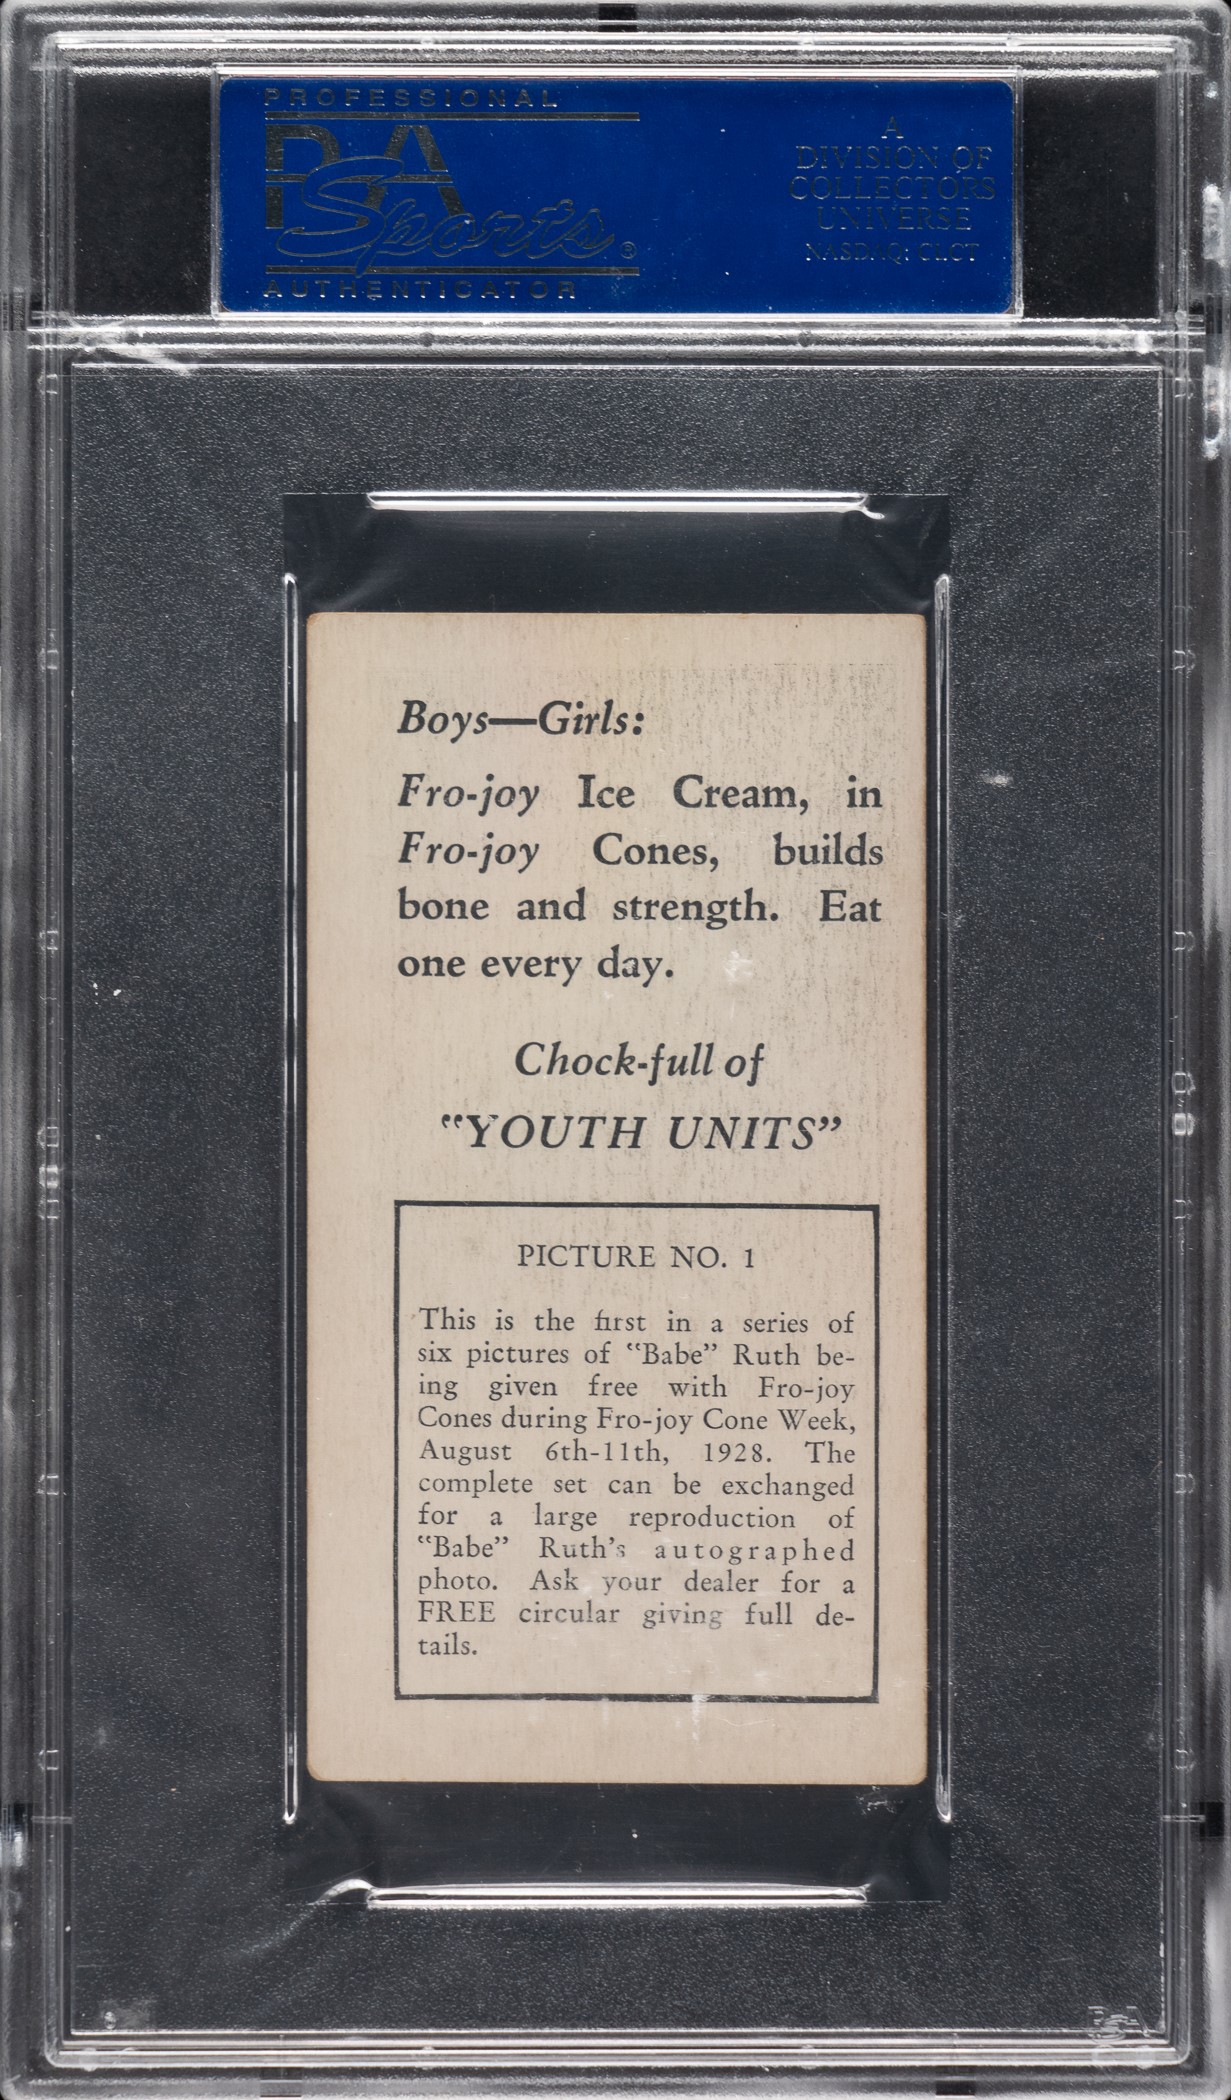 PROFESSIONAL
PSA
Sports®
AUTHENTICATOR
A
DIVISION OF
COLLECTORS
UNIVERSE
NASDAQ: CLCT
Boys—Girls:
Fro-joy Ice Cream, in
Fro-joy Cones, builds
bone and strength. Eat
one every day.
Chock-full of
"YOUTH UNITS"
PICTURE NO. 1
This is the first in a series of
six pictures of "Babe" Ruth be-
ing given free with Fro-joy
Cones during Fro-joy Cone Week,
August 6th-11th, 1928. The
complete set can be exchanged
for a large reproduction of
"Babe" Ruth's autographed
photo. Ask your dealer for a
FREE circular giving full de-
tails.
PSA